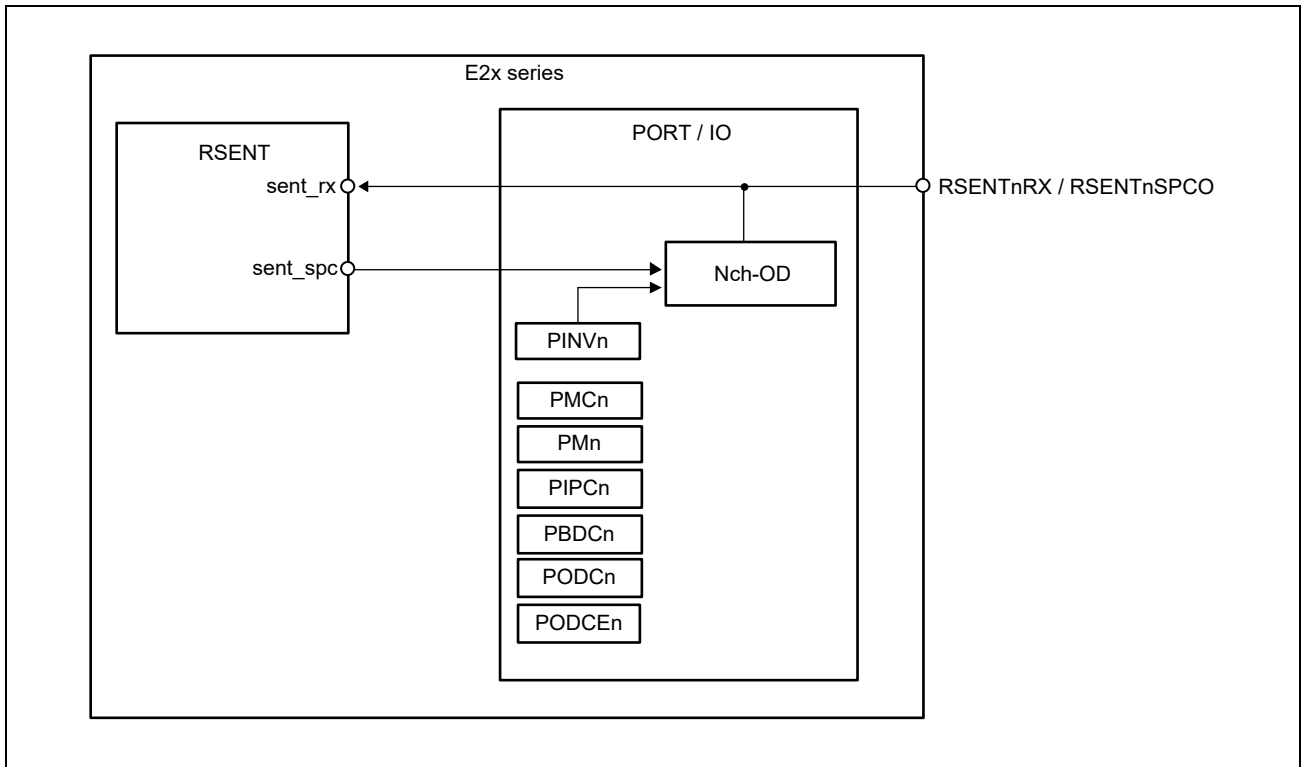 E2x series
RSENT
PORT / IO
sent_rx
RSENTnRX / RSENTnSPCO
sent_spc
Nch-OD
PINVn
PMCn
PMn
PIPCn
PBDCn
PODCn
PODCEn